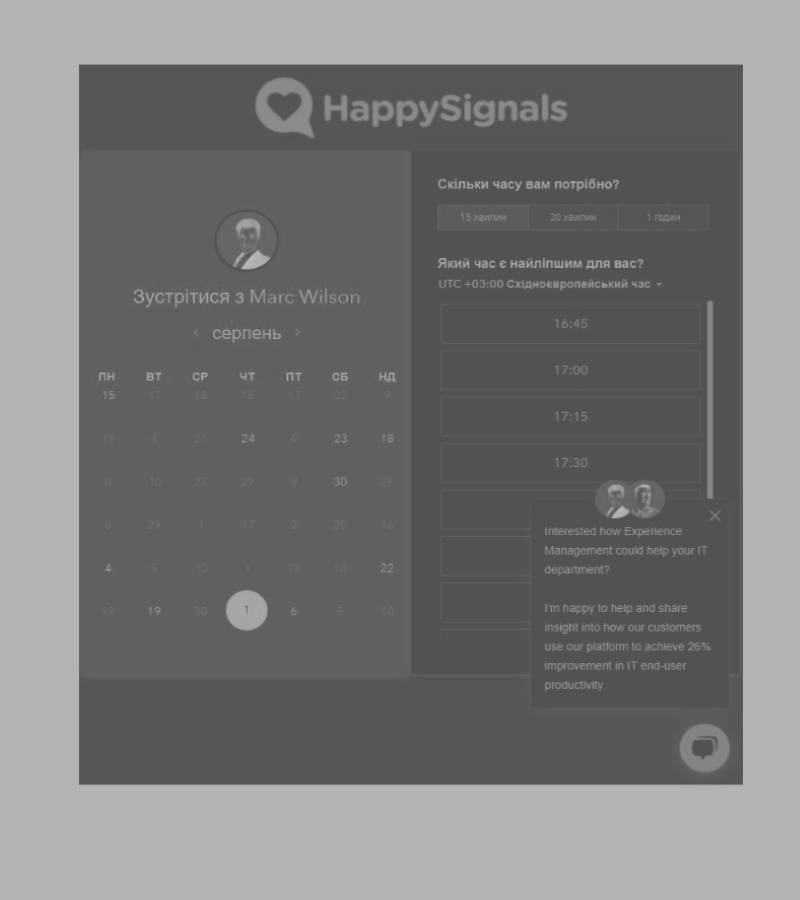 HappySignals
Зустрітися з Marc Wilson
серпень
ПН ВТ СР ЧТ ПТ СБ НД
15 17 18 18 17 23 9
16 4 21 24 4 23 18
8 10 27 29 9 30 29
8 29 1 17 2 20 16
4 5 10 1 19 18 22
19 19 30 1 6 5 10
Скільки часу вам потрібно?
15 хвилин 30 хвилин 1 годин
Який час є найліпшим для вас?
UTC +03:00 Східноєвропейський час
16:45
17:00
17:15
17:30
Interested how Experience
Management could help your IT
department?
I'm happy to help and share
insight into how our customers
use our platform to achieve 26%
improvement in IT end-user
productivity.